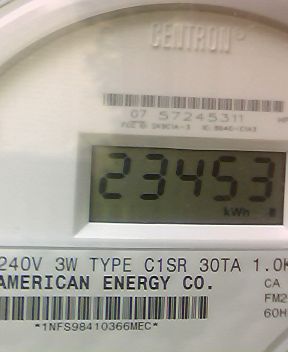 CENTRON®
07 57245311
23453
kWh
240V 3W TYPE C1SR 30TA 1.0K
AMERICAN ENERGY CO.
CA
FM2
60H
*1NFS98410366MEC*